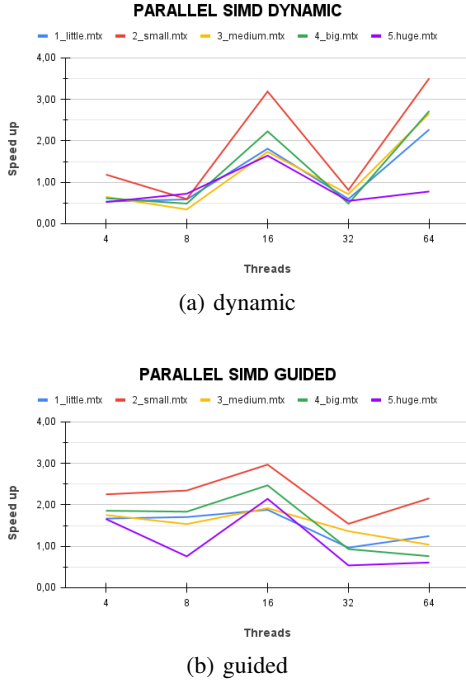 PARALLEL SIMD DYNAMIC
1_little.mtx 2_small.mtx 3_medium.mtx 4_big.mtx 5.huge.mtx
4,00
3,00
2,00
1,00
0,00
Speed up
4 8 16 32 64
Threads
(a) dynamic
PARALLEL SIMD GUIDED
1_little.mtx 2_small.mtx 3_medium.mtx 4_big.mtx 5.huge.mtx
4,00
3,00
2,00
1,00
0,00
Speed up
4 8 16 32 64
Threads
(b) guided